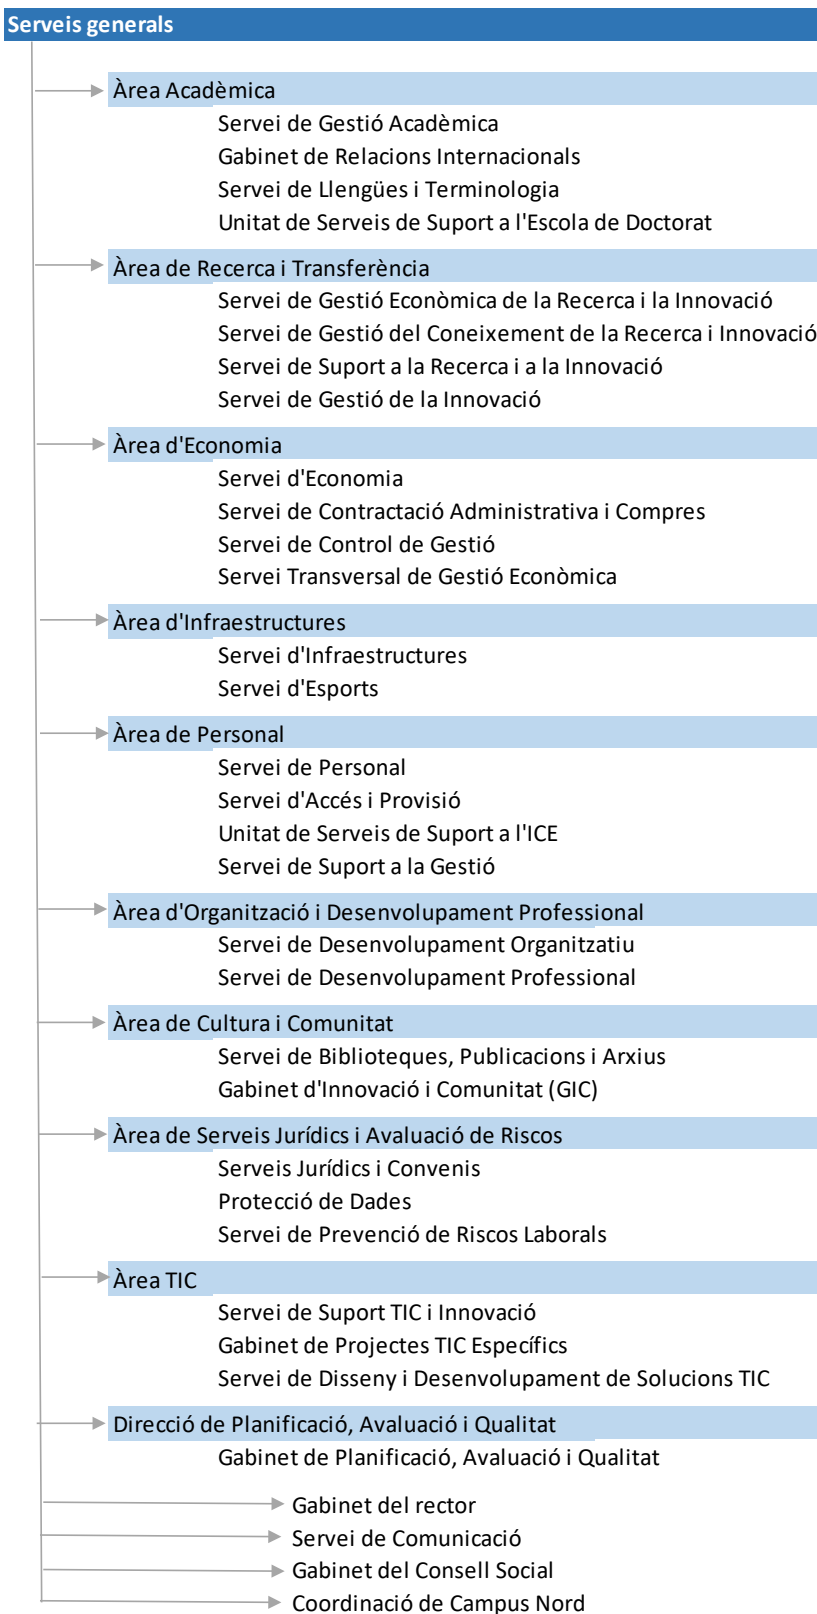 Serveis generals
Àrea Acadèmica
Servei de Gestió Acadèmica
Gabinet de Relacions Internacionals
Servei de Llengües i Terminologia
Unitat de Serveis de Suport a l'Escola de Doctorat
Àrea de Recerca i Transferència
Servei de Gestió Econòmica de la Recerca i la Innovació
Servei de Gestió del Coneixement de la Recerca i Innovació
Servei de Suport a la Recerca i a la Innovació
Servei de Gestió de la Innovació
Àrea d'Economia
Servei d'Economia
Servei de Contractació Administrativa i Compres
Servei de Control de Gestió
Servei Transversal de Gestió Econòmica
Àrea d'Infraestructures
Servei d'Infraestructures
Servei d'Esports
Àrea de Personal
Servei de Personal
Servei d'Accés i Provisió
Unitat de Serveis de Suport a l'ICE
Servei de Suport a la Gestió
Àrea d'Organització i Desenvolupament Professional
Servei de Desenvolupament Organitzatiu
Servei de Desenvolupament Professional
Àrea de Cultura i Comunitat
Servei de Biblioteques, Publicacions i Arxius
Gabinet d'Innovació i Comunitat (GIC)
Àrea de Serveis Jurídics i Avaluació de Riscos
Serveis Jurídics i Convenis
Protecció de Dades
Servei de Prevenció de Riscos Laborals
Àrea TIC
Servei de Suport TIC i Innovació
Gabinet de Projectes TIC Específics
Servei de Disseny i Desenvolupament de Solucions TIC
Direcció de Planificació, Avaluació i Qualitat
Gabinet de Planificació, Avaluació i Qualitat
Gabinet del rector
Servei de Comunicació
Gabinet del Consell Social
Coordinació de Campus Nord